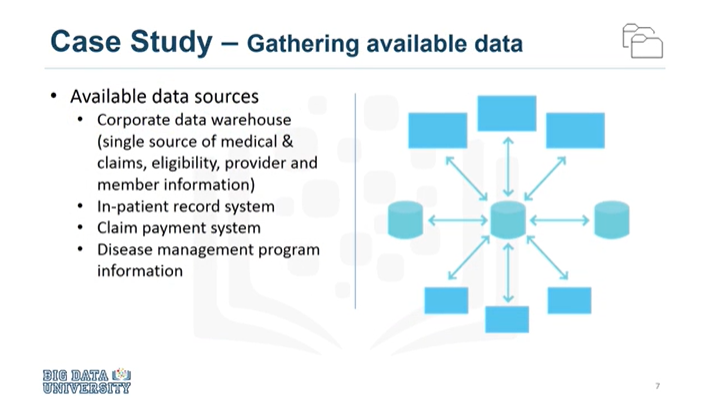 Case Study – Gathering available data
• Available data sources
• Corporate data warehouse
(single source of medical &
claims, eligibility, provider and
member information)
• In-patient record system
• Claim payment system
• Disease management program
information
BIG DATA
UNIVERSITY
7